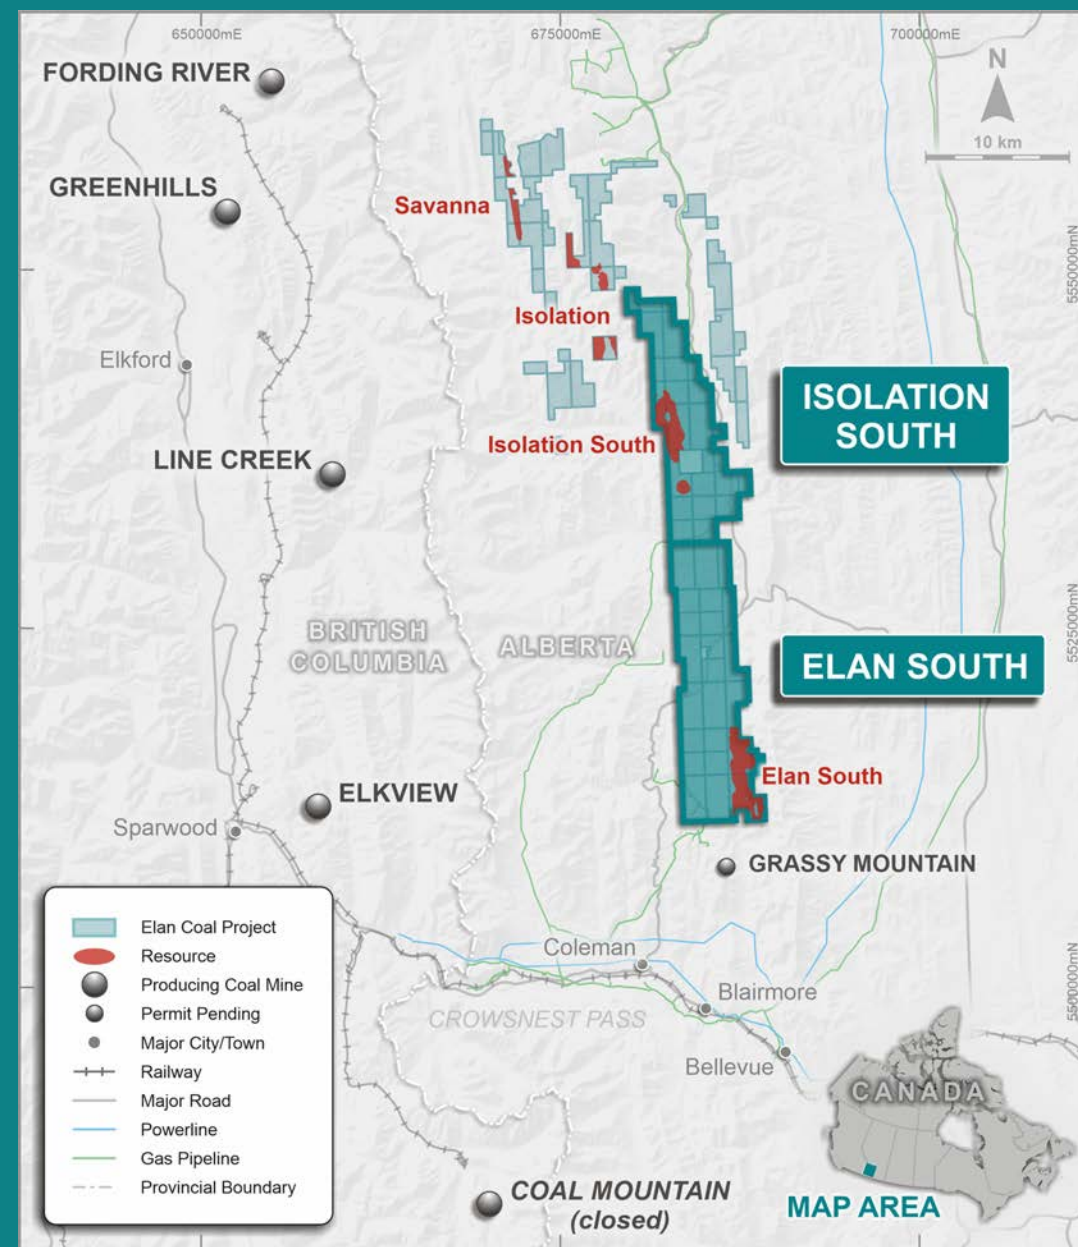 650000mE
675000mE
700000mE
FORDING RIVER
N
10 km
GREENHILLS
Savanna
5550000mN
Isolation
Elkford
ISOLATION
SOUTH
Isolation South
LINE CREEK
BRITISH
COLUMBIA
ALBERTA
5525000mN
ELAN SOUTH
Elan South
ELKVIEW
Sparwood
GRASSY MOUNTAIN
Coleman
Blairmore
5500000mN
CROWSNEST PASS
Bellevue
CANADA
MAP AREA
COAL MOUNTAIN
(closed)
Elan Coal Project
Resource
Producing Coal Mine
Permit Pending
Major City/Town
Railway
Major Road
Powerline
Gas Pipeline
Provincial Boundary